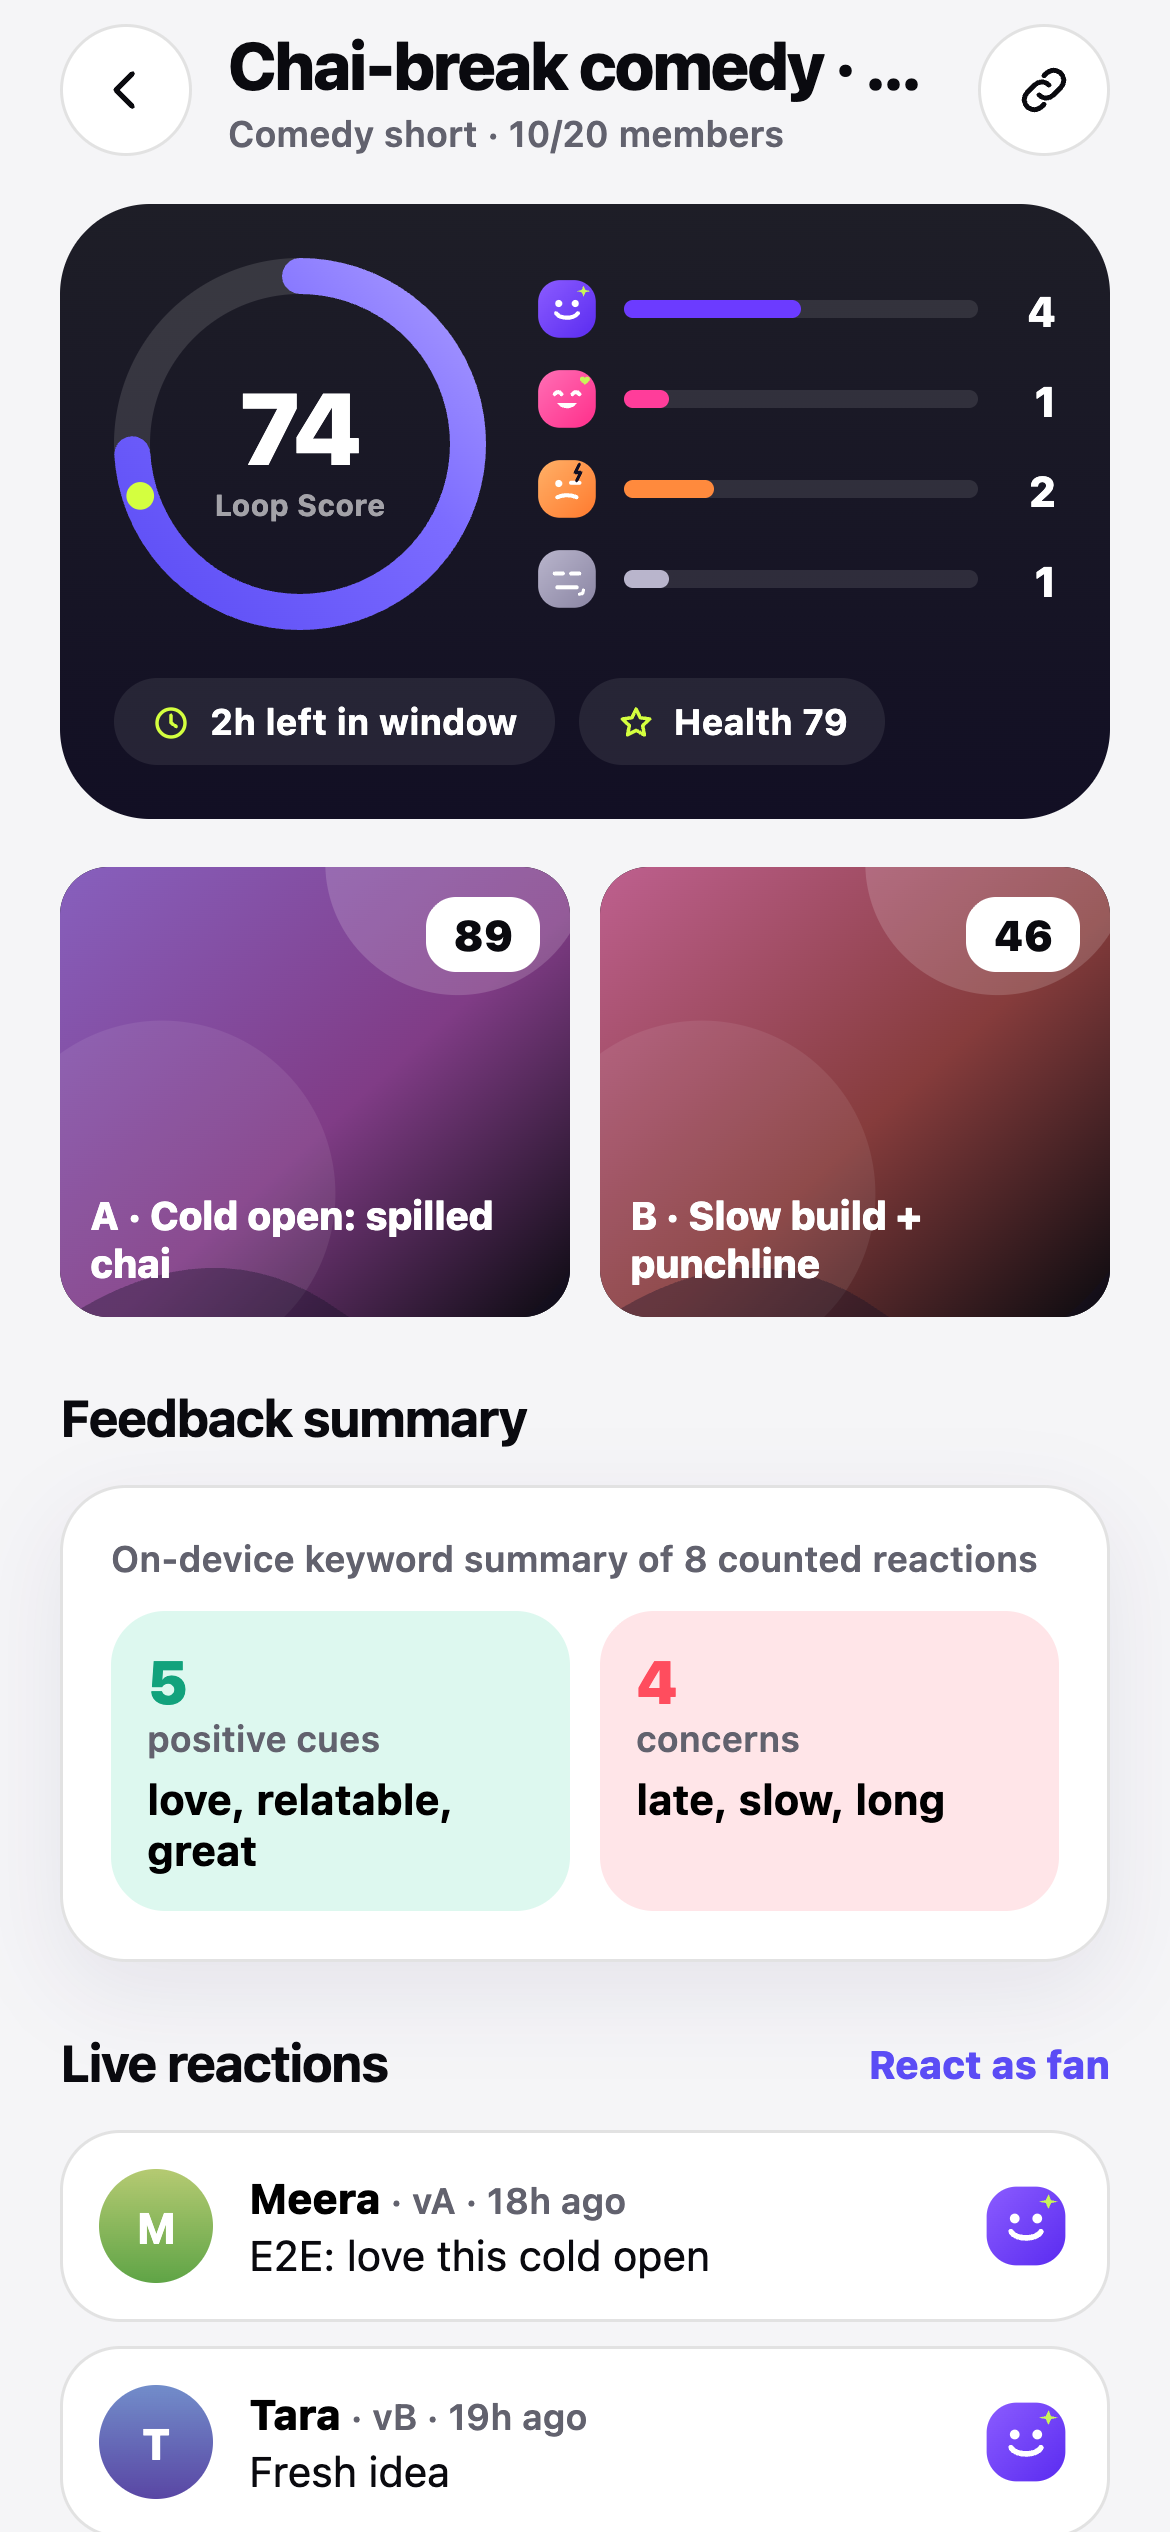 Chai-break comedy · ...
Comedy short · 10/20 members
74
Loop Score
4
1
2
1
2h left in window
Health 79
89
A · Cold open: spilled
chai
46
B · Slow build +
punchline
Feedback summary
On-device keyword summary of 8 counted reactions
5
positive cues
love, relatable,
great
4
concerns
late, slow, long
Live reactions
React as fan
M
Meera · vA · 18h ago
E2E: love this cold open
T
Tara · vB · 19h ago
Fresh idea